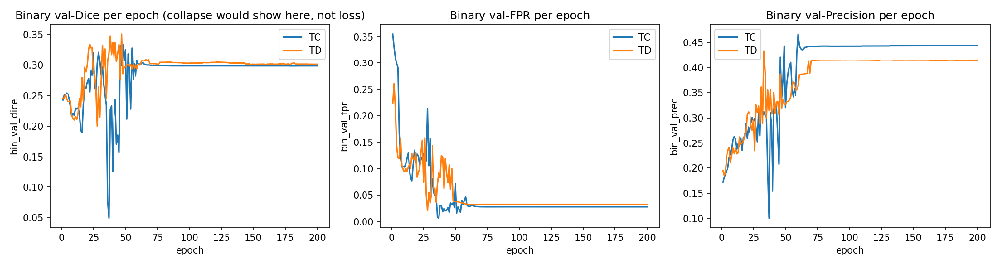 Binary val-Dice per epoch (collapse would show here, not loss)
Binary val-FPR per epoch
Binary val-Precision per epoch
bin_val_dice
0.35
0.30
0.25
0.20
0.15
0.10
0.05
TC
TD
0 25 50 75 100 125 150 175 200
epoch
bin_val_fpr
0.35
0.30
0.25
0.20
0.15
0.10
0.05
0.00
TC
TD
0 25 50 75 100 125 150 175 200
epoch
bin_val_prec
0.45
0.40
0.35
0.30
0.25
0.20
0.15
0.10
TC
TD
0 25 50 75 100 125 150 175 200
epoch